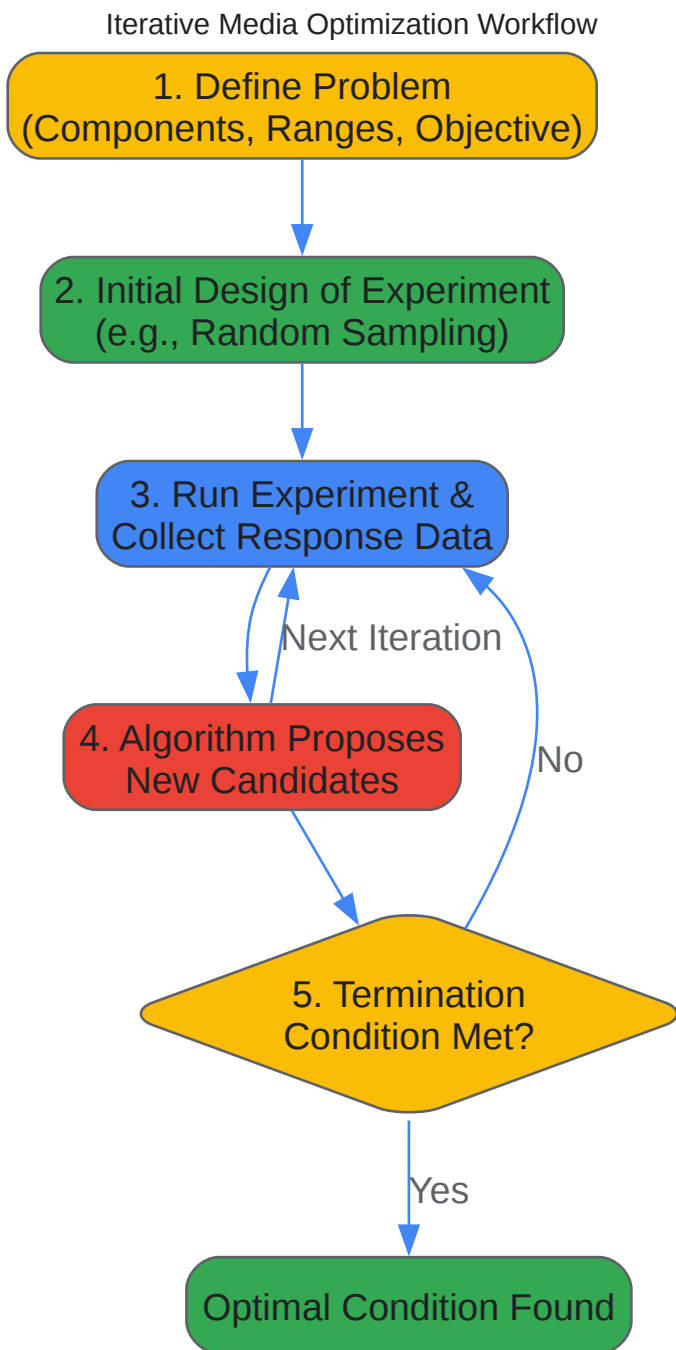 Iterative Media Optimization Workflow
1. Define Problem
(Components, Ranges, Objective)
2. Initial Design of Experiment
(e.g., Random Sampling)
3. Run Experiment &
Collect Response Data
Next Iteration
4. Algorithm Proposes
New Candidates
No
5. Termination
Condition Met?
Yes
Optimal Condition Found